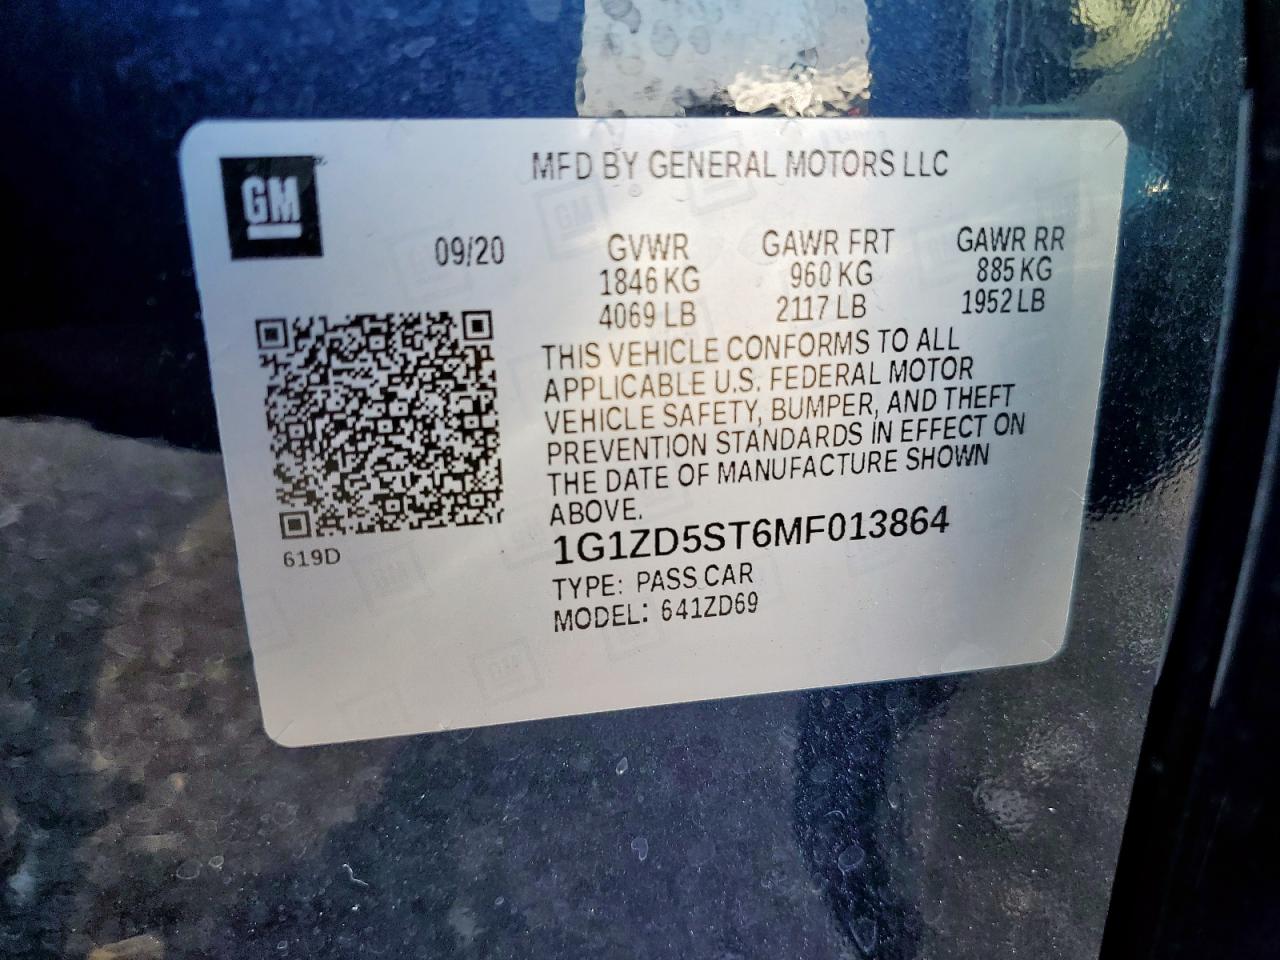 GM
MFD BY GENERAL MOTORS LLC
09/20
GVWR GAWR FRT GAWR RR
1846 KG 960 KG 885 KG
4069 LB 2117 LB 1952 LB
THIS VEHICLE CONFORMS TO ALL
APPLICABLE U.S. FEDERAL MOTOR
VEHICLE SAFETY, BUMPER, AND THEFT
PREVENTION STANDARDS IN EFFECT ON
THE DATE OF MANUFACTURE SHOWN
ABOVE.
1G1ZD5ST6MF013864
TYPE: PASS CAR
MODEL: 641ZD69
619D